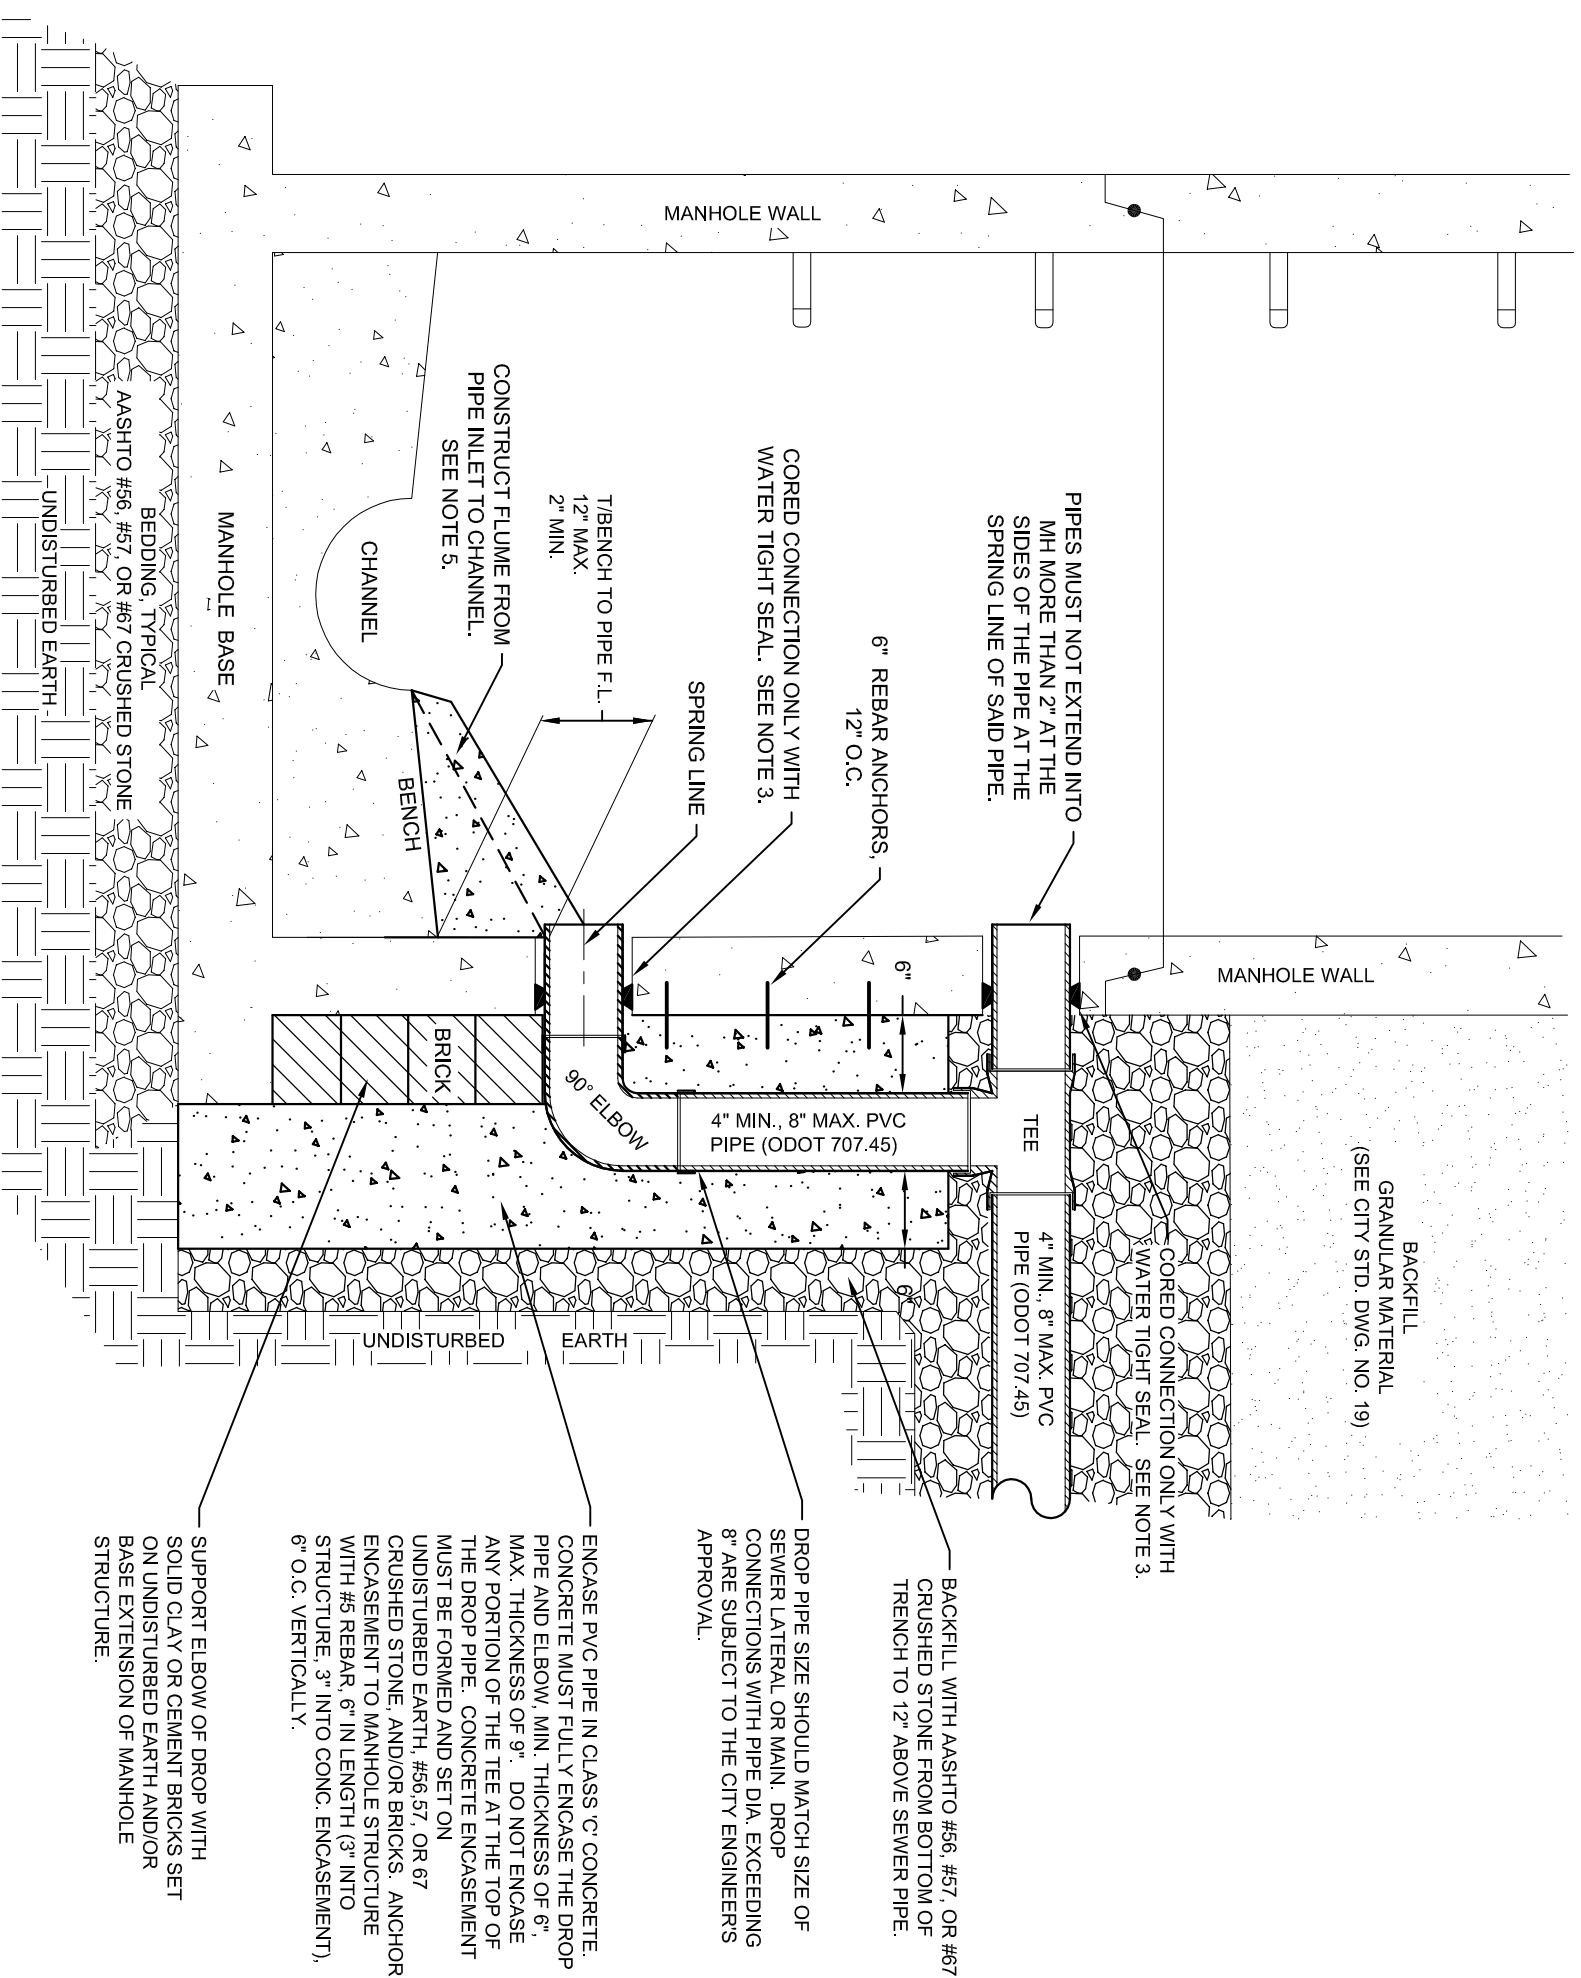 MANHOLE WALL
PIPES MUST NOT EXTEND INTO
MH MORE THAN 2" AT THE
SIDES OF THE PIPE AT THE
SPRING LINE OF SAID PIPE.
6" REBAR ANCHORS,
12" O.C.
CORED CONNECTION ONLY WITH
WATER TIGHT SEAL. SEE NOTE 3.
SPRING LINE
T/BENCH TO PIPE F.L.
12" MAX.
2" MIN.
CONSTRUCT FLUME FROM
PIPE INLET TO CHANNEL.
SEE NOTE 5.
CHANNEL
BENCH
MANHOLE BASE
BEDDING, TYPICAL
AASHTO #56, #57, OR #67 CRUSHED STONE
UNDISTURBED EARTH
MANHOLE WALL
6"
BRICK
90° ELBOW
4" MIN., 8" MAX. PVC
PIPE (ODOT 707.45)
TEE
4" MIN., 8" MAX. PVC
PIPE (ODOT 707.45)
6"
UNDISTURBED EARTH
BACKFILL
GRANULAR MATERIAL
(SEE CITY STD. DWG. NO. 19)
CORED CONNECTION ONLY WITH
WATER TIGHT SEAL. SEE NOTE 3.
BACKFILL WITH AASHTO #56, #57, OR #67
CRUSHED STONE FROM BOTTOM OF
TRENCH TO 12" ABOVE SEWER PIPE.
DROP PIPE SIZE SHOULD MATCH SIZE OF
SEWER LATERAL OR MAIN. DROP
CONNECTIONS WITH PIPE DIA. EXCEEDING
8" ARE SUBJECT TO THE CITY ENGINEER'S
APPROVAL.
ENCASE PVC PIPE IN CLASS 'C' CONCRETE.
CONCRETE MUST FULLY ENCASE THE DROP
PIPE AND ELBOW, MIN. THICKNESS OF 6",
MAX. THICKNESS OF 9". DO NOT ENCASE
ANY PORTION OF THE TEE AT THE TOP OF
THE DROP PIPE. CONCRETE ENCASEMENT
MUST BE FORMED AND SET ON
UNDISTURBED EARTH, #56,57, OR 67
CRUSHED STONE, AND/OR BRICKS. ANCHOR
ENCASEMENT TO MANHOLE STRUCTURE
WITH #5 REBAR, 6" IN LENGTH (3" INTO
STRUCTURE, 3" INTO CONC. ENCASEMENT),
6" O.C. VERTICALLY.
SUPPORT ELBOW OF DROP WITH
SOLID CLAY OR CEMENT BRICKS SET
ON UNDISTURBED EARTH AND/OR
BASE EXTENSION OF MANHOLE
STRUCTURE.